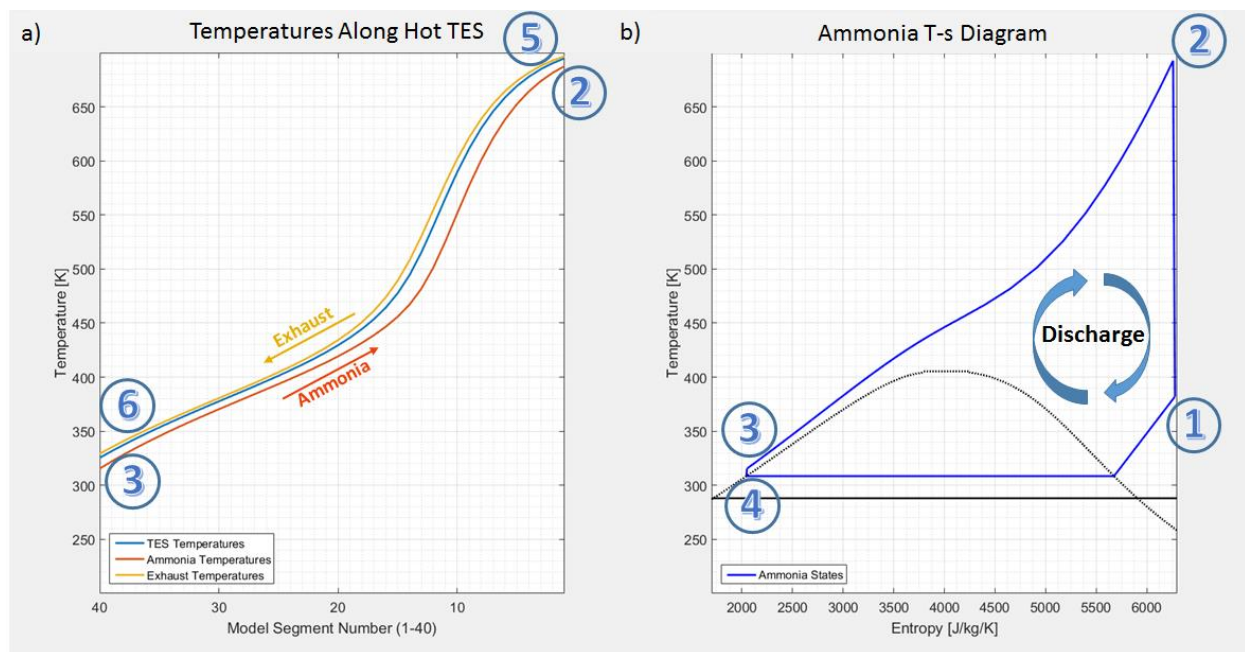 a)
Temperatures Along Hot TES
5
2
650
600
550
500
450
400
350
300
250
Temperature [K]
Exhaust
Ammonia
6
3
TES Temperatures
Ammonia Temperatures
Exhaust Temperatures
40
30
20
10
Model Segment Number (1-40)
b)
Ammonia T-s Diagram
2
650
600
550
500
450
400
350
300
250
Temperature [K]
Discharge
3
1
4
Ammonia States
2000
2500
3000
3500
4000
4500
5000
5500
6000
Entropy [J/kg/K]